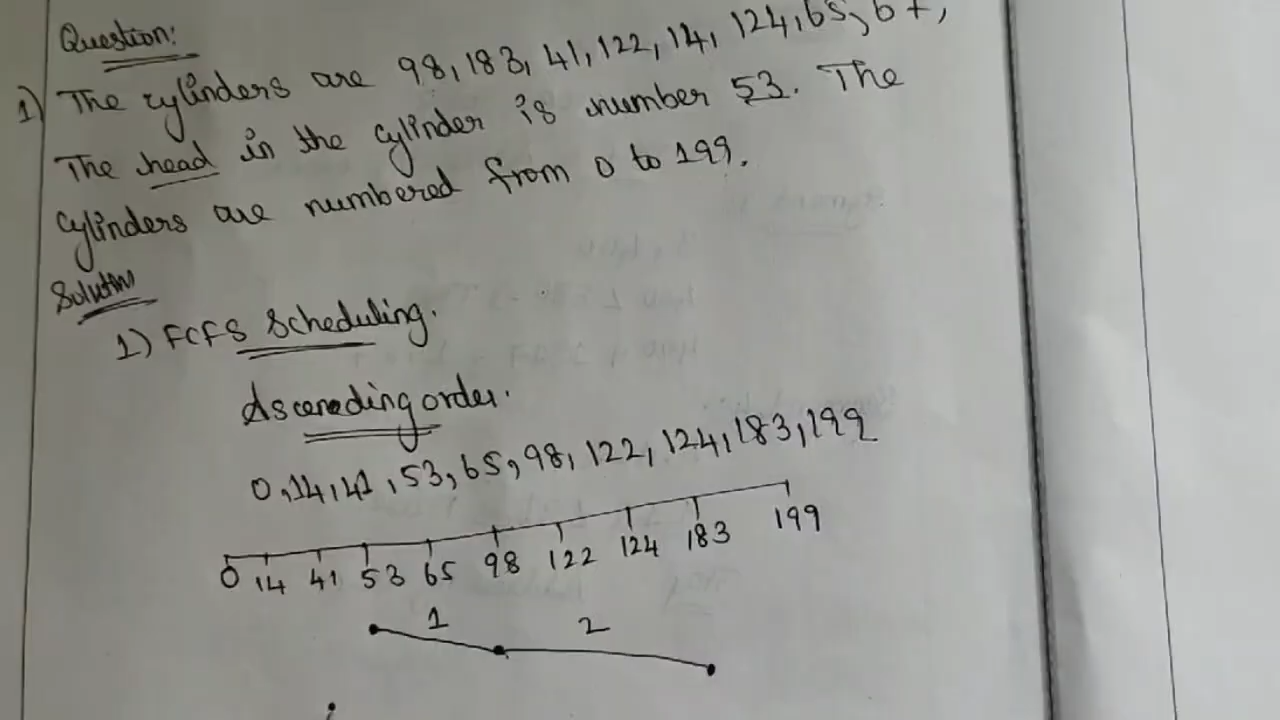 Question:
1) The cylinders are 98, 183, 41, 122, 14, 124, 65, 67,
The head in the cylinder is number 53. The
cylinders are numbered from 0 to 199.
Solution
1) FCFS Scheduling.
Ascending order.
0, 14, 41, 53, 65, 98, 122, 124, 183, 199
0 14 41 53 65 98 122 124 183 199
1 2